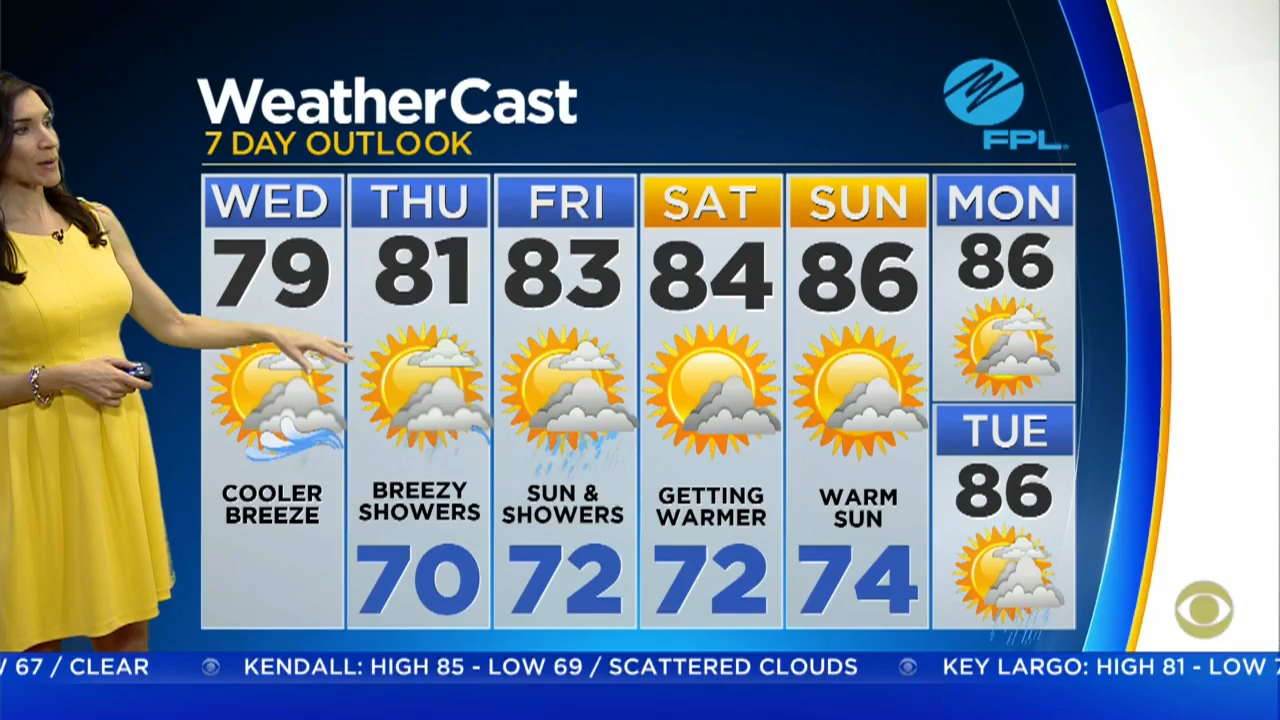 WeatherCast
7 DAY OUTLOOK
FPL
WED
79
COOLER
BREEZE
THU
81
BREEZY
SHOWERS
70
FRI
83
SUN &
SHOWERS
72
SAT
84
GETTING
WARMER
72
SUN
86
WARM
SUN
74
MON
86
TUE
86
67 / CLEAR KENDALL: HIGH 85 - LOW 69 / SCATTERED CLOUDS KEY LARGO: HIGH 81 - LOW